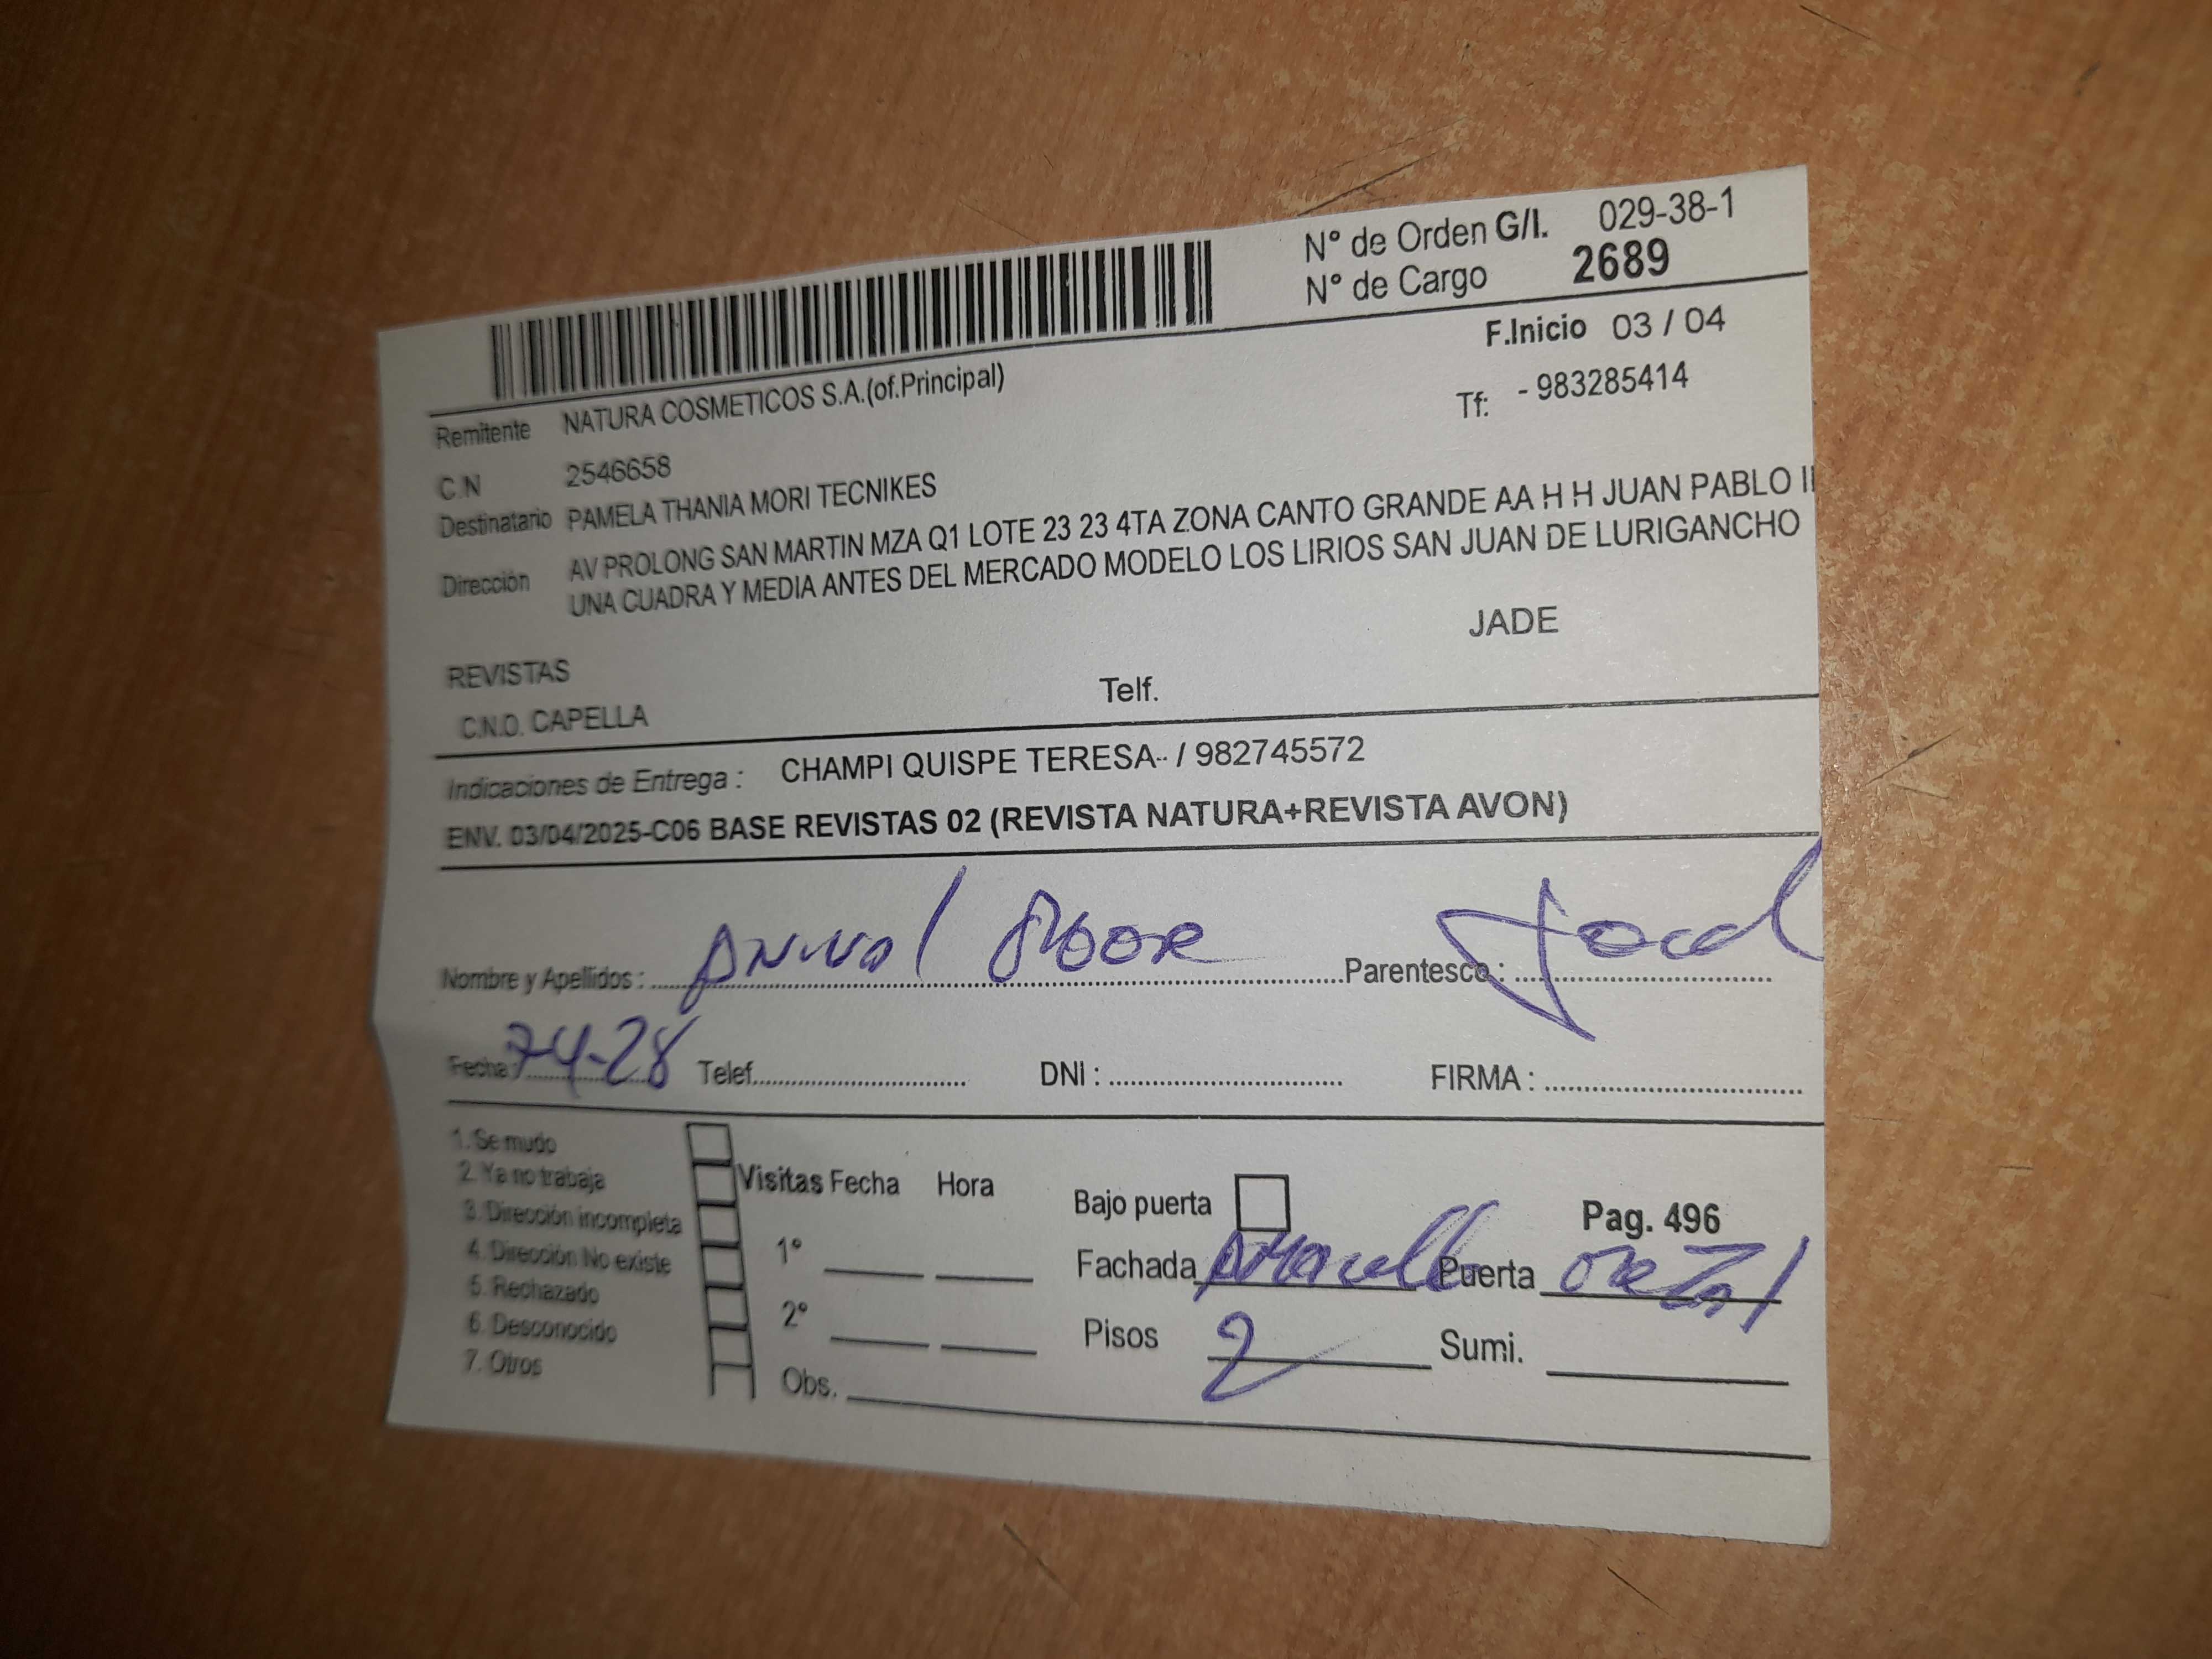 N° de Orden G/I. 029-38-1
N° de Cargo 2689
F.Inicio 03 / 04
Remitente NATURA COSMETICOS S.A.(of.Principal)
Tf: - 983285414
C.N 2546658
Destinatario PAMELA THANIA MORI TECNIKES
Dirección AV PROLONG SAN MARTIN MZA Q1 LOTE 23 23 4TA ZONA CANTO GRANDE AA H H JUAN PABLO II
UNA CUADRA Y MEDIA ANTES DEL MERCADO MODELO LOS LIRIOS SAN JUAN DE LURIGANCHO
JADE
REVISTAS
C.N.O. CAPELLA Telf.
Indicaciones de Entrega : CHAMPI QUISPE TERESA-- / 982745572
ENV. 03/04/2025-C06 BASE REVISTAS 02 (REVISTA NATURA+REVISTA AVON)
Nombre y Apellidos : Parentesco :
Fecha: 7-4-28 Telef. DNI : FIRMA :
1. Se mudo
2. Ya no trabaja
3. Dirección incompleta
4. Dirección No existe
5. Rechazado
6. Desconocido
7. Otros
Visitas Fecha Hora
1°
2°
Obs.
Bajo puerta Pag. 496
Fachada Puerta
Pisos 2 Sumi.